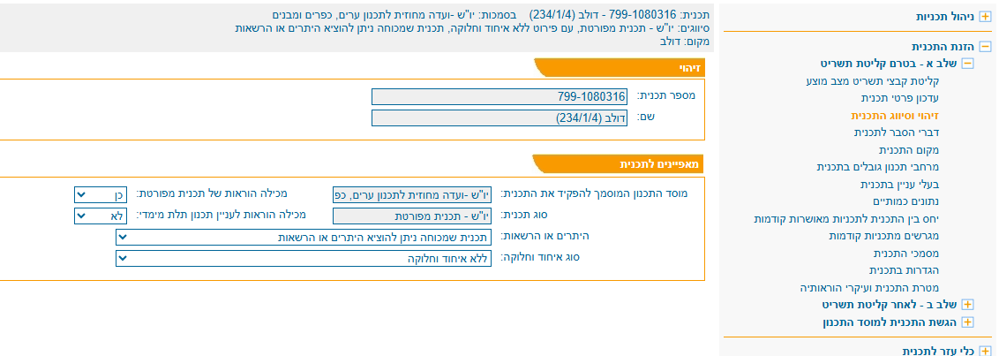 ניהול תכניות
הזנת התכנית
שלב א - בטרם קליטת תשריט
קליטת קבצי תשריט מצב מוצע
עדכון פרטי תכנית
זיהוי וסיווג התכנית
דברי הסבר לתכנית
מקום התכנית
מרחבי תכנון גובלים בתכנית
בעלי עניין בתכנית
נתונים כמותיים
יחס בין התכנית לתכניות מאושרות קודמות
מגרשים מתכניות קודמות
מסמכי התכנית
הגדרות בתכנית
מטרת התכנית ועיקרי הוראותיה
שלב ב - לאחר קליטת תשריט
הגשת התכנית למוסד התכנון
כלי עזר לתכנית
תכנית: 799-1080316 - דולב (234/1/4) בסמכות: יו"ש -ועדה מחוזית לתכנון ערים, כפרים ומבנים
סיווגים: יו"ש - תכנית מפורטת, עם פירוט ללא איחוד וחלוקה, תכנית שמכוחה ניתן להוציא היתרים או הרשאות
מקום: דולב
זיהוי
מספר תכנית: 799-1080316
שם: דולב (234/1/4)
מאפיינים לתכנית
מוסד התכנון המוסמך להפקיד את התכנית: יו"ש -ועדה מחוזית לתכנון ערים, כפ מכילה הוראות של תכנית מפורטת: כן
סוג תכנית: יו"ש - תכנית מפורטת מכילה הוראות לעניין תכנון תלת מימדי: לא
היתרים או הרשאות: תכנית שמכוחה ניתן להוציא היתרים או הרשאות
סוג איחוד וחלוקה: ללא איחוד וחלוקה